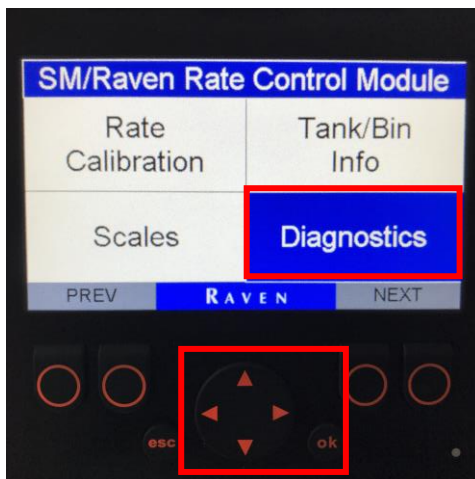 SM/Raven Rate Control Module
Rate
Calibration
Tank/Bin
Info
Scales
Diagnostics
PREV
RAVEN
NEXT
esc
ok